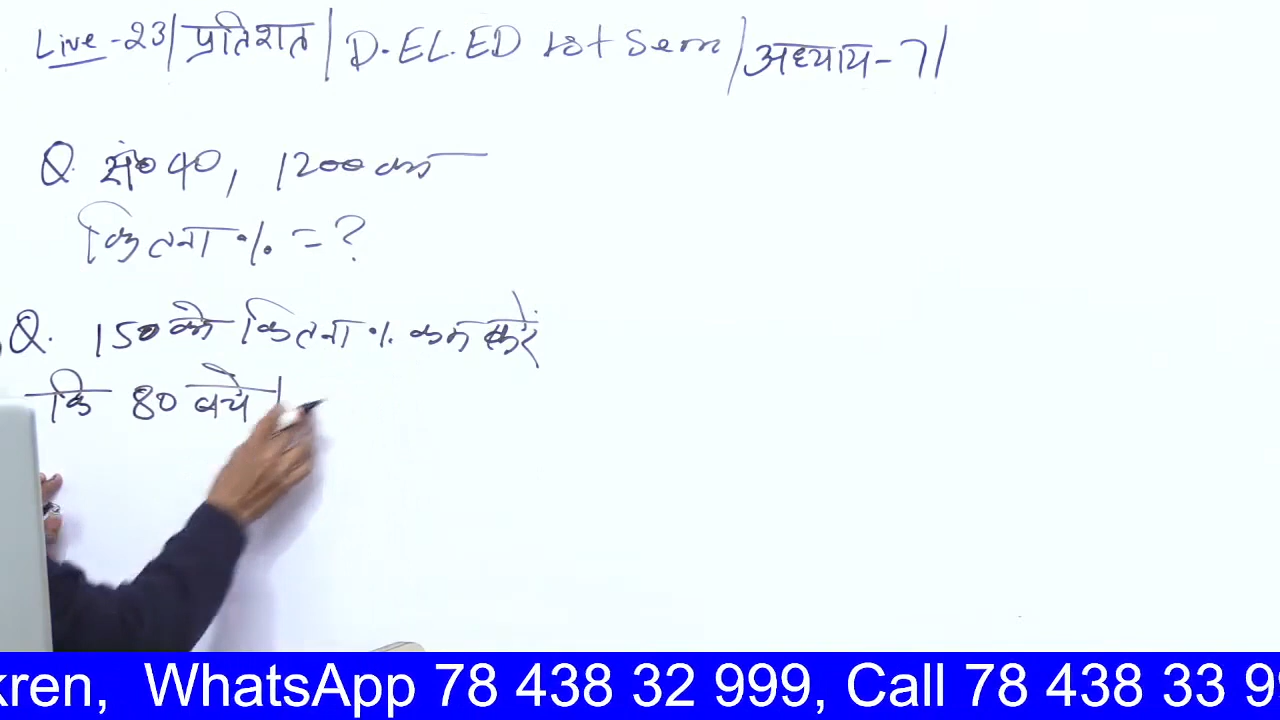 Live -23| प्रतिशत | D.EL.ED 1st Sem | अध्याय-7|
Q. सं० 40, 1200 का
कितना % = ?
Q. 150 को कितना % कम करें
कि 80 बचे |
kren, WhatsApp 78 438 32 999, Call 78 438 33 99